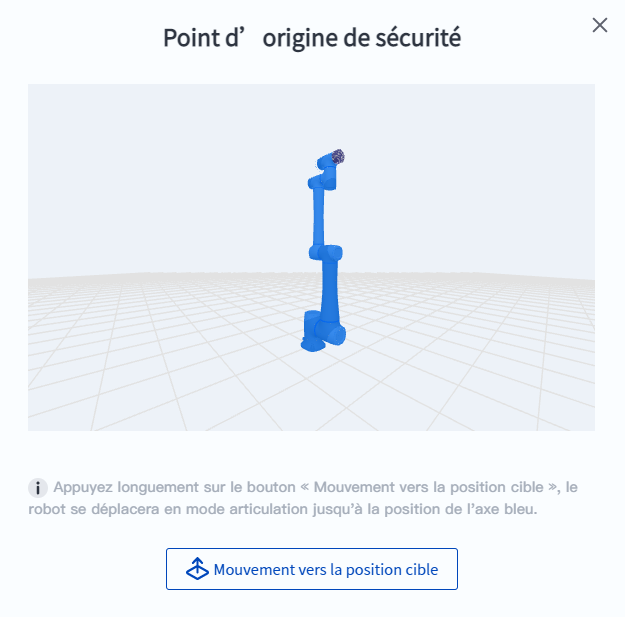 Point d’ origine de sécurité
Appuyez longuement sur le bouton « Mouvement vers la position cible », le
robot se déplacera en mode articulation jusqu’à la position de l’axe bleu.
Mouvement vers la position cible